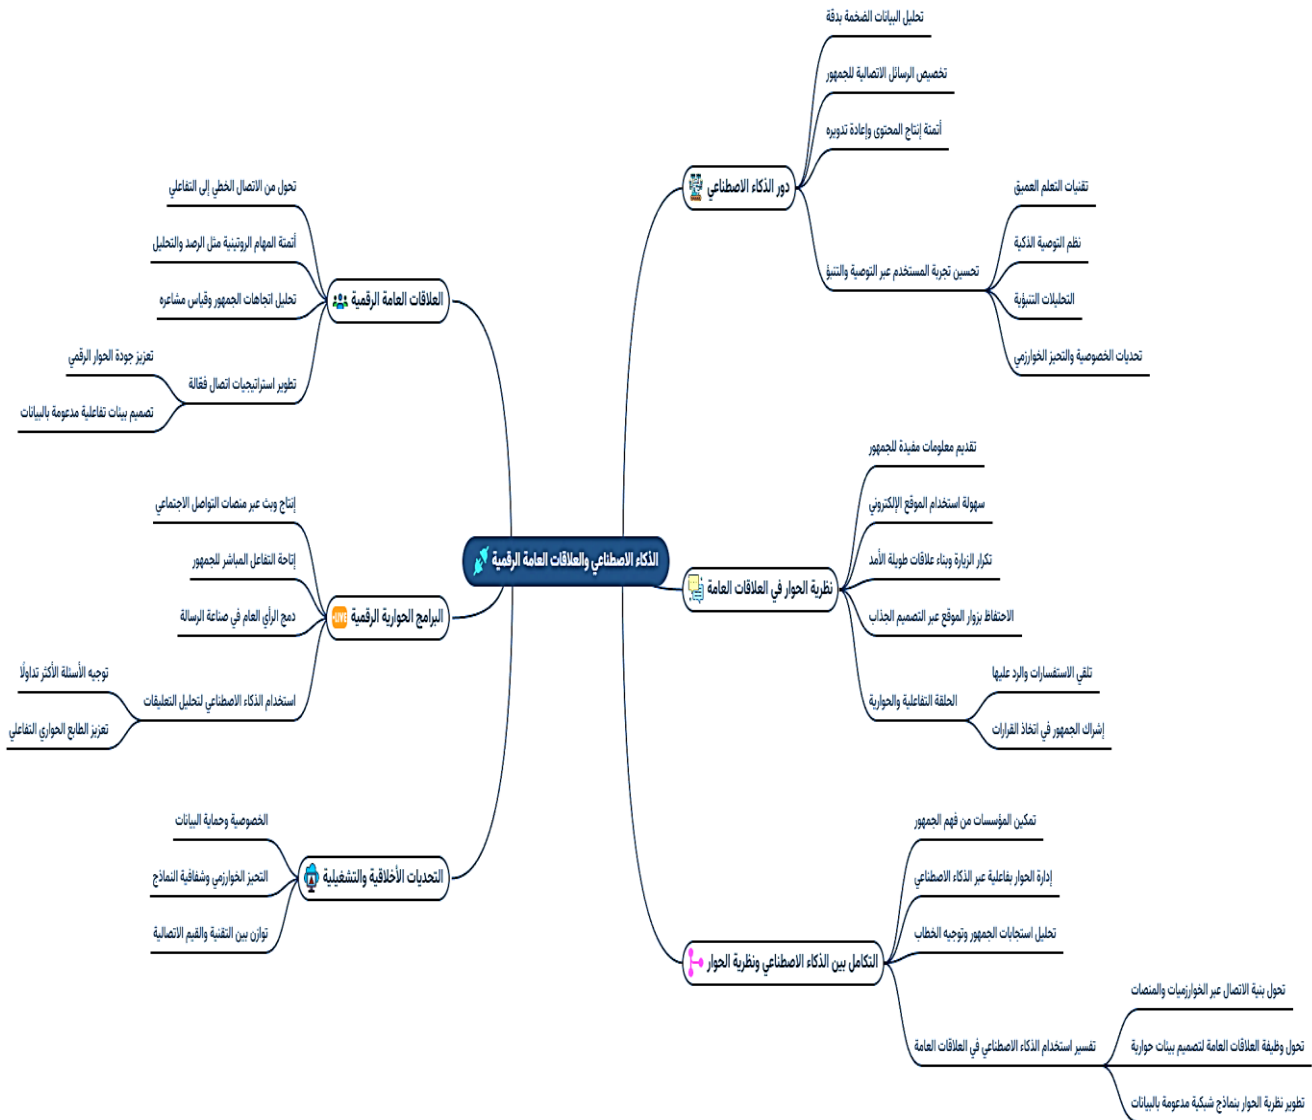 الذكاء الاصطناعي والعلاقات العامة الرقمية
دور الذكاء الاصطناعي
تحليل البيانات الضخمة بدقة
تخصيص الرسائل الاتصالية للجمهور
أتمتة إنتاج المحتوى وإعادة تدويره
تحسين تجربة المستخدم عبر التوصية والتنبؤ
تقنيات التعلم العميق
نظم التوصية الذكية
التحليلات التنبؤية
تحديات الخصوصية والتحيز الخوارزمي
نظرية الحوار في العلاقات العامة
تقديم معلومات مفيدة للجمهور
سهولة استخدام الموقع الإلكتروني
تكرار الزيارة وبناء علاقات طويلة الأمد
الاحتفاظ بزوار الموقع عبر التصميم الجذاب
الحلقة التفاعلية والحوارية
تلقي الاستفسارات والرد عليها
إشراك الجمهور في اتخاذ القرارات
التكامل بين الذكاء الاصطناعي ونظرية الحوار
تمكين المؤسسات من فهم الجمهور
إدارة الحوار بفاعلية عبر الذكاء الاصطناعي
تحليل استجابات الجمهور وتوجيه الخطاب
تفسير استخدام الذكاء الاصطناعي في العلاقات العامة
تحول بنية الاتصال عبر الخوارزميات والمنصات
تحول وظيفة العلاقات العامة لتصميم بيئات حوارية
تطوير نظرية الحوار بنماذج شبكية مدعومة بالبيانات
العلاقات العامة الرقمية
تحول من الاتصال الخطي إلى التفاعلي
أتمتة المهام الروتينية مثل الرصد والتحليل
تحليل اتجاهات الجمهور وقياس مشاعره
تطوير استراتيجيات اتصال فعّالة
تعزيز جودة الحوار الرقمي
تصميم بيئات تفاعلية مدعومة بالبيانات
البرامج الحوارية الرقمية
LIVE
إنتاج وبث عبر منصات التواصل الاجتماعي
إتاحة التفاعل المباشر للجمهور
دمج الرأي العام في صناعة الرسالة
استخدام الذكاء الاصطناعي لتحليل التعليقات
توجيه الأسئلة الأكثر تداولًا
تعزيز الطابع الحواري التفاعلي
التحديات الأخلاقية والتشغيلية
الخصوصية وحماية البيانات
التحيز الخوارزمي وشفافية النماذج
توازن بين التقنية والقيم الاتصالية